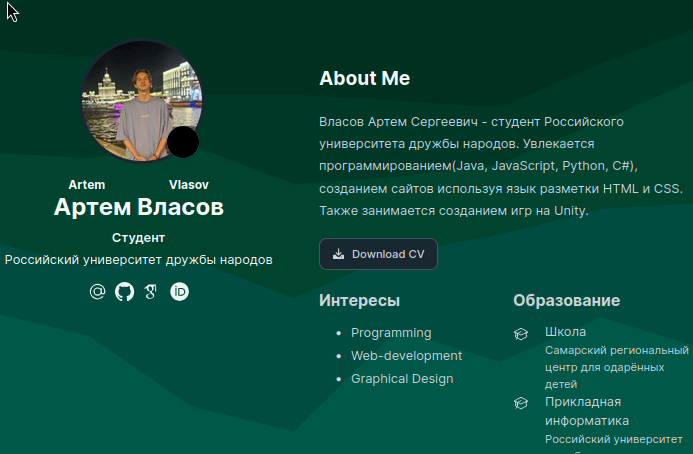 Artem Vlasov
Артем Власов
Студент
Российский университет дружбы народов
iD
About Me
Власов Артем Сергеевич - студент Российского
университета дружбы народов. Увлекается
программированием(Java, JavaScript, Python, C#),
созданием сайтов используя язык разметки HTML и CSS.
Также занимается созданием игр на Unity.
Download CV
Интересы
Programming
Web-development
Graphical Design
Образование
Школа
Самарский региональный
центр для одарённых
детей
Прикладная
информатика
Российский университет